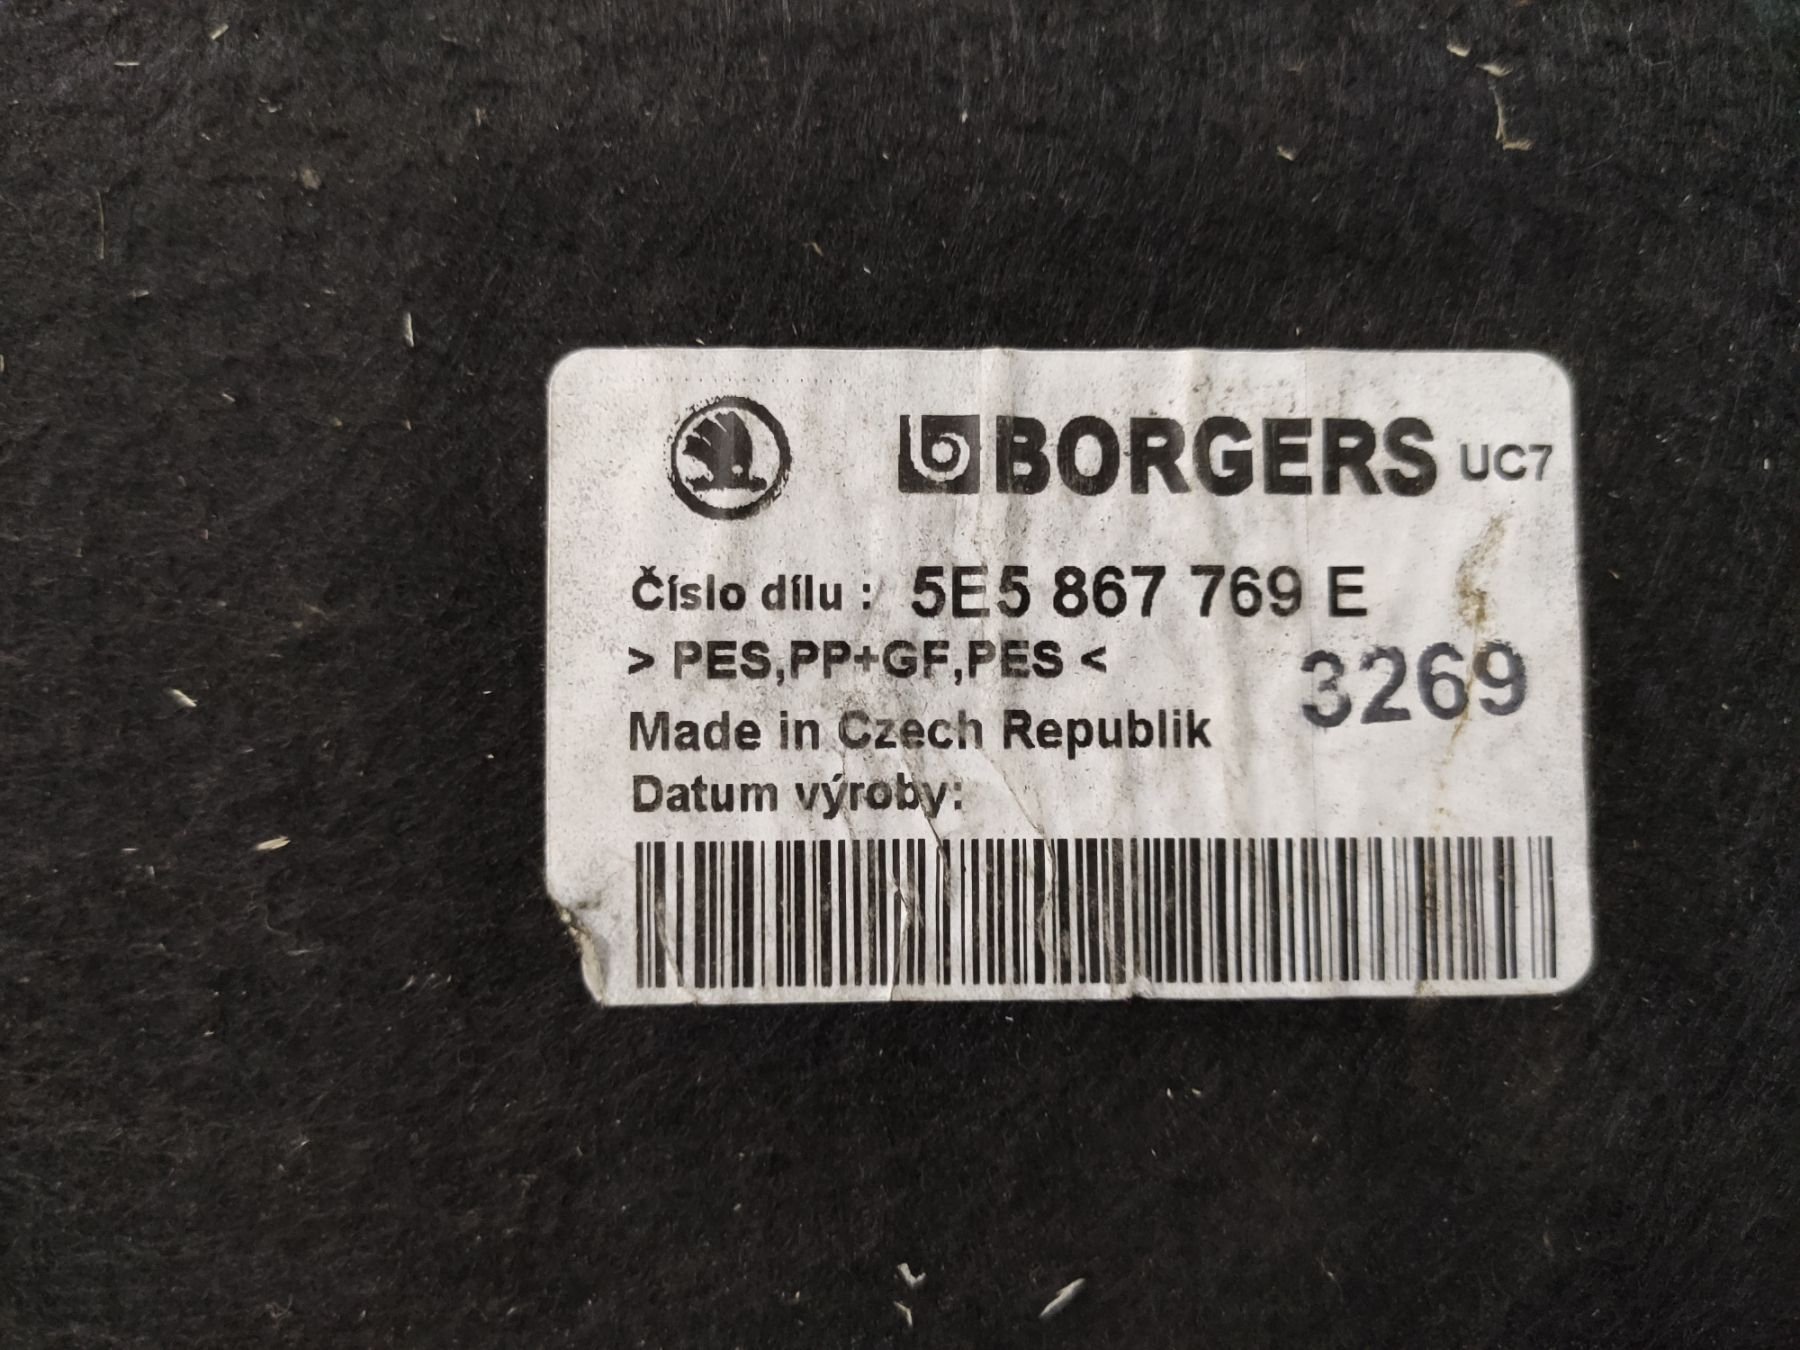 BORGERS UC7
Číslo dílu : 5E5 867 769 E
> PES,PP+GF,PES <
3269
Made in Czech Republik
Datum výroby: